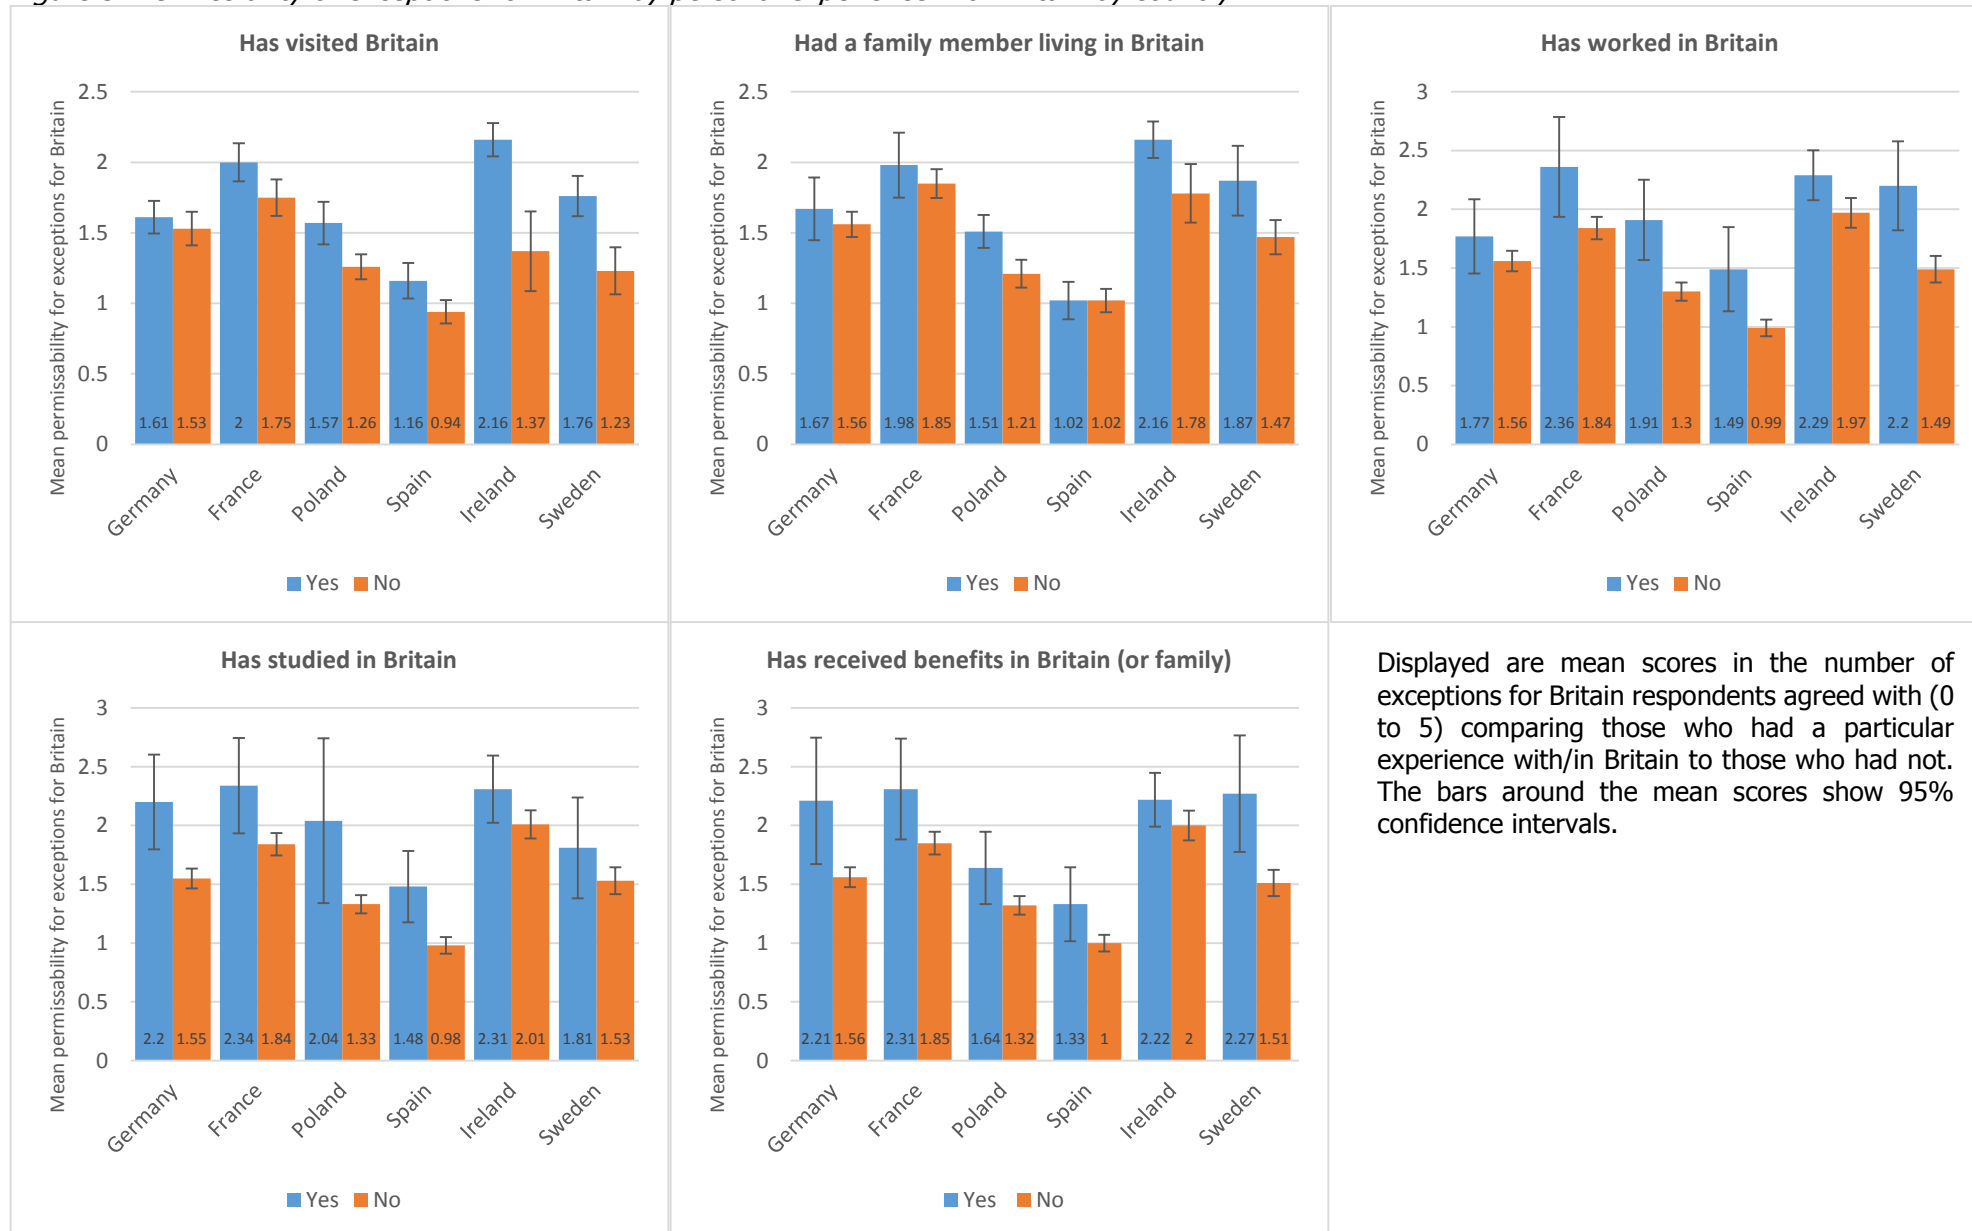 Has visited Britain
Mean permissability for exceptions for Britain
2.5
2
1.5
1
0.5
0
1.61 1.53 2 1.75 1.57 1.26 1.16 0.94 2.16 1.37 1.76 1.23
Germany France Poland Spain Ireland Sweden
Yes No
Had a family member living in Britain
Mean permissability for exceptions for Britain
2.5
2
1.5
1
0.5
0
1.67 1.56 1.98 1.85 1.51 1.21 1.02 1.02 2.16 1.78 1.87 1.47
Germany France Poland Spain Ireland Sweden
Yes No
Has worked in Britain
Mean permissability for exceptions for Britain
3
2.5
2
1.5
1
0.5
0
1.77 1.56 2.36 1.84 1.91 1.3 1.49 0.99 2.29 1.97 2.2 1.49
Germany France Poland Spain Ireland Sweden
Yes No
Has studied in Britain
Mean permissability for exceptions for Britain
3
2.5
2
1.5
1
0.5
0
2.2 1.55 2.34 1.84 2.04 1.33 1.48 0.98 2.31 2.01 1.81 1.53
Germany France Poland Spain Ireland Sweden
Yes No
Has received benefits in Britain (or family)
Mean permissability for exceptions for Britain
3
2.5
2
1.5
1
0.5
0
2.21 1.56 2.31 1.85 1.64 1.32 1.33 1 2.22 2 2.27 1.51
Germany France Poland Spain Ireland Sweden
Yes No
Displayed are mean scores in the number of
exceptions for Britain respondents agreed with (0
to 5) comparing those who had a particular
experience with/in Britain to those who had not.
The bars around the mean scores show 95%
confidence intervals.